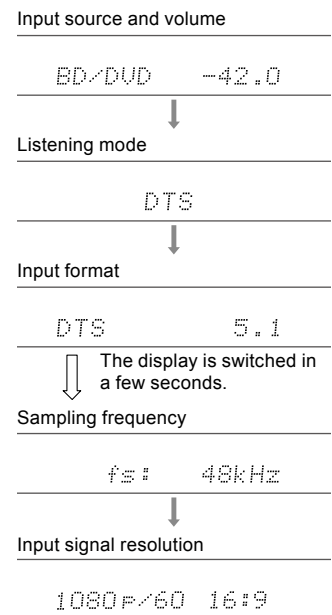 Input source and volume
BD/DVD -42.0
Listening mode
DTS
Input format
DTS 5.1
The display is switched in
a few seconds.
Sampling frequency
fs: 48kHz
Input signal resolution
1080p/60 16:9